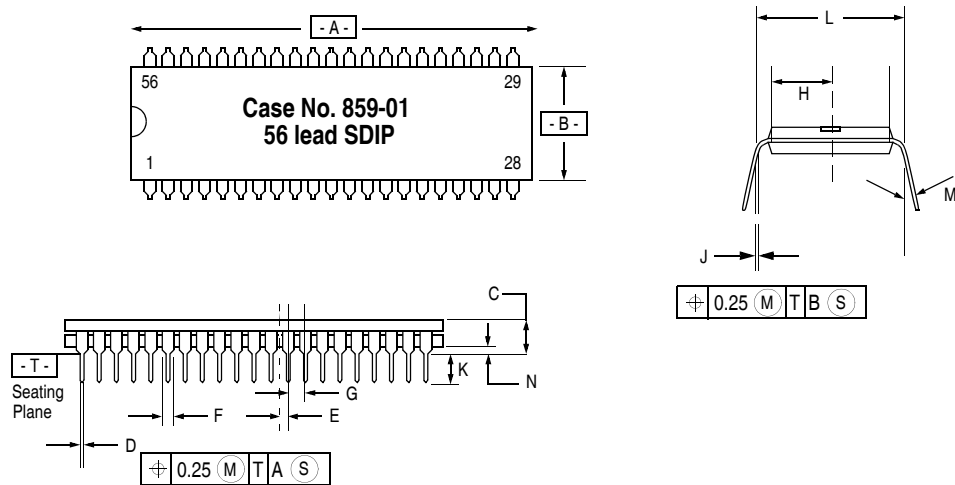 - A -
56
29
Case No. 859-01
56 lead SDIP
1
28
- B -
L
H
M
J
⌖ 0.25 Ⓜ T B Ⓢ
C
- T -
Seating
Plane
K
N
G
F
E
D
⌖ 0.25 Ⓜ T A Ⓢ